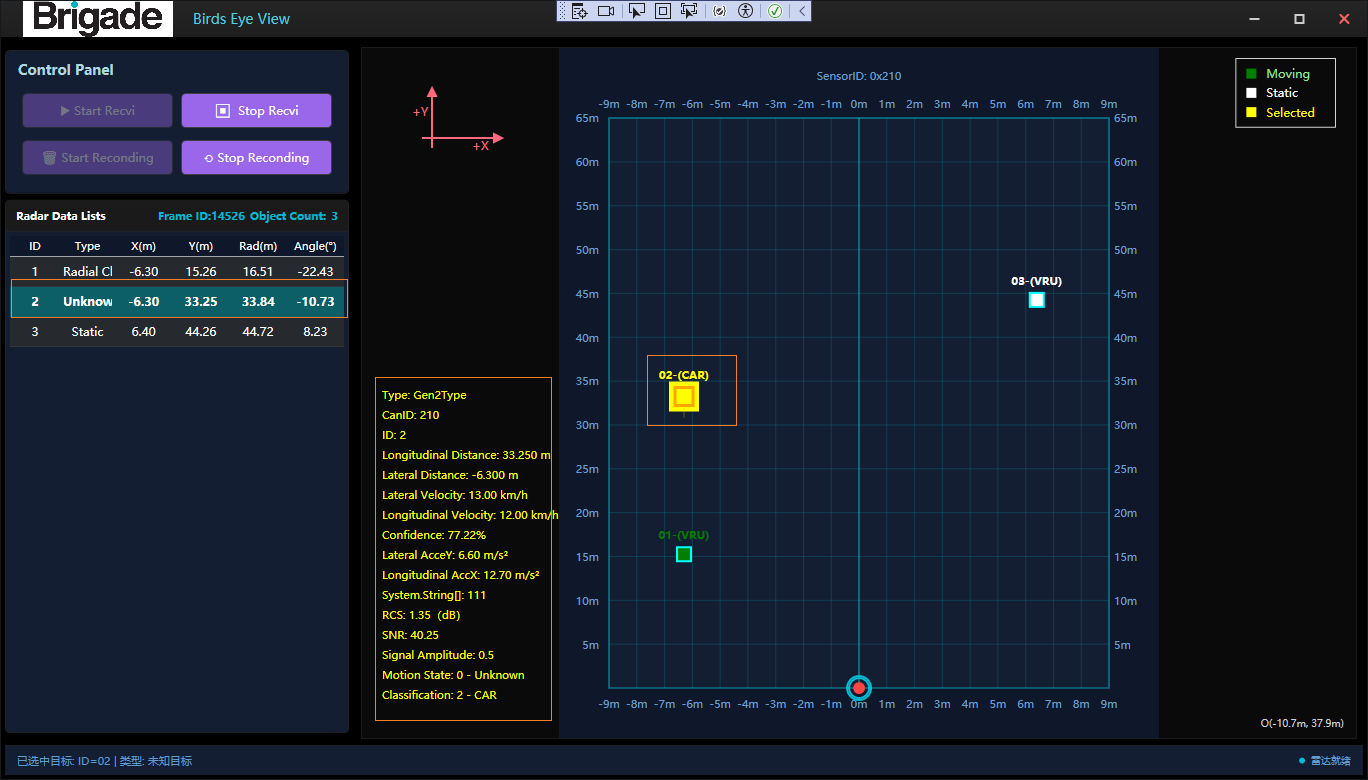 Brigade
Birds Eye View
Control Panel
Start Recvi
Stop Recvi
Start Reconding
Stop Reconding
Radar Data Lists
Frame ID:14526 Object Count: 3
ID Type X(m) Y(m) Rad(m) Angle(°)
1 Radial Cl -6.30 15.26 16.51 -22.43
2 Unknow -6.30 33.25 33.84 -10.73
3 Static 6.40 44.26 44.72 8.23
+Y
+X
Type: Gen2Type
CanID: 210
ID: 2
Longitudinal Distance: 33.250 m
Lateral Distance: -6.300 m
Lateral Velocity: 13.00 km/h
Longitudinal Velocity: 12.00 km/h
Confidence: 77.22%
Lateral AcceY: 6.60 m/s²
Longitudinal AccX: 12.70 m/s²
System.String[]: 111
RCS: 1.35  (dB)
SNR: 40.25
Signal Amplitude: 0.5
Motion State: 0 - Unknown
Classification: 2 - CAR
SensorID: 0x210
-9m -8m -7m -6m -5m -4m -3m -2m -1m 0m 1m 2m 3m 4m 5m 6m 7m 8m 9m
65m 65m
60m 60m
55m 55m
50m 50m
03-(VRU)
45m 45m
40m 40m
02-(CAR)
35m 35m
30m 30m
25m 25m
20m 20m
01-(VRU)
15m 15m
10m 10m
5m 5m
-9m -8m -7m -6m -5m -4m -3m -2m -1m 0m 1m 2m 3m 4m 5m 6m 7m 8m 9m
Moving
Static
Selected
O(-10.7m, 37.9m)
已选中目标: ID=02 | 类型: 未知目标
雷达就绪